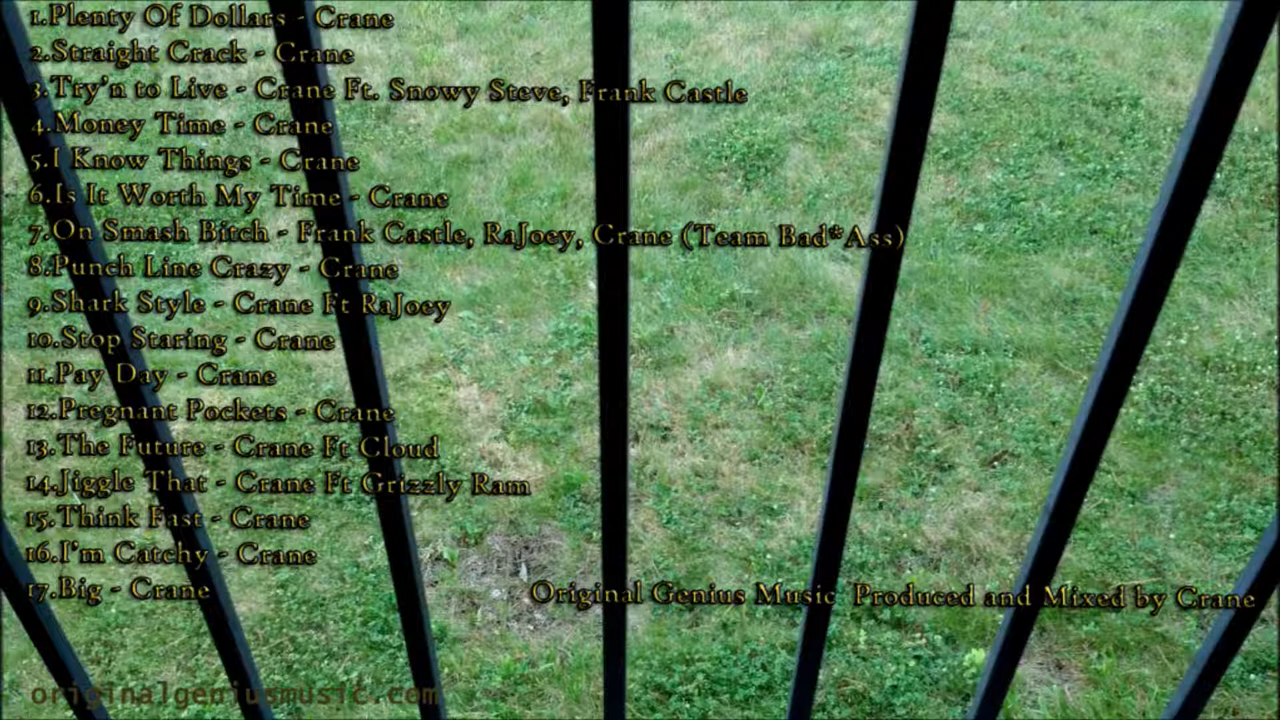 1.Plenty Of Dollars - Crane
2.Straight Crack - Crane
3.Try'n to Live - Crane Ft. Snowy Steve, Frank Castle
4.Money Time - Crane
5.I Know Things - Crane
6.Is It Worth My Time - Crane
7.On Smash Bitch - Frank Castle, RaJoey, Crane (Team Bad*Ass)
8.Punch Line Crazy - Crane
9.Shark Style - Crane Ft RaJoey
10.Stop Staring - Crane
11.Pay Day - Crane
12.Pregnant Pockets - Crane
13.The Future - Crane Ft Cloud
14.Jiggle That - Crane Ft Grizzly Ram
15.Think Fast - Crane
16.I'm Catchy - Crane
17.Big - Crane
Original Genius Music Produced and Mixed by Crane
originalgeniusmusic.com